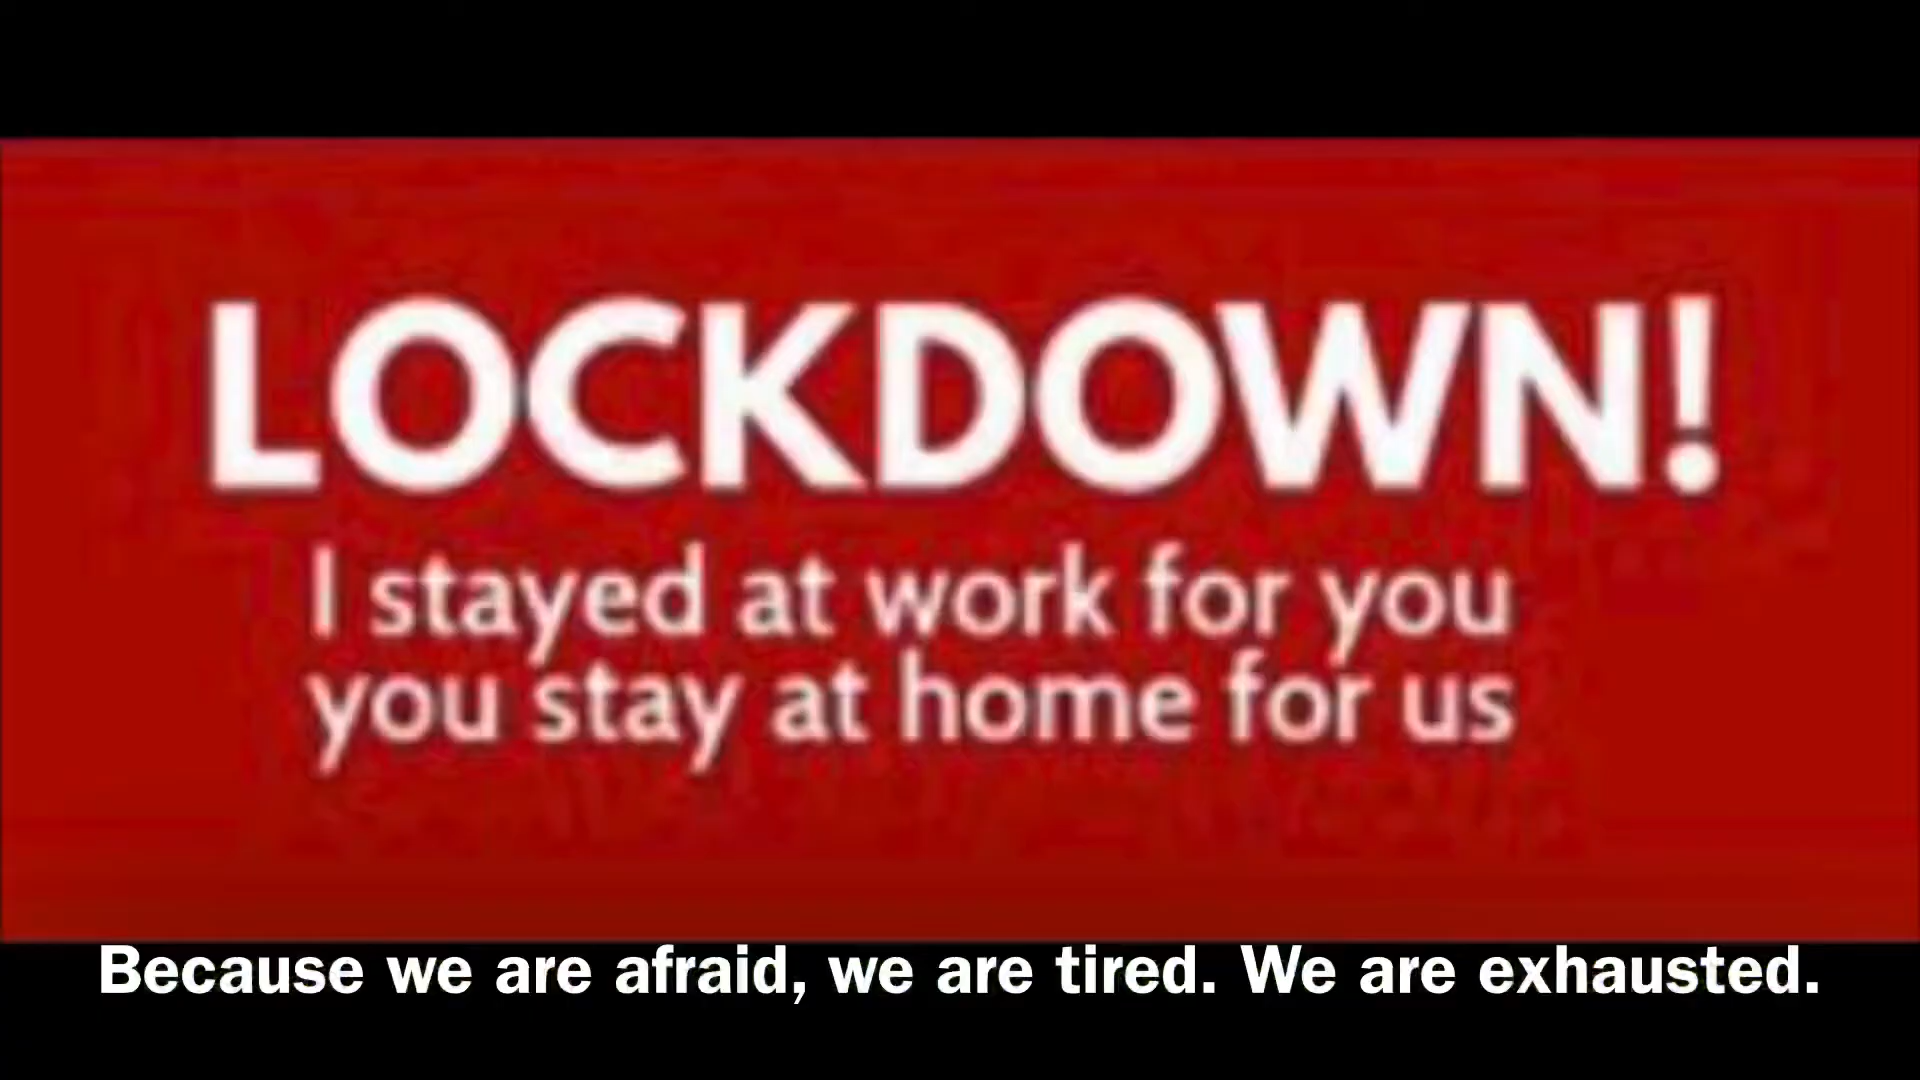 LOCKDOWN!
I stayed at work for you
you stay at home for us
Because we are afraid, we are tired. We are exhausted.